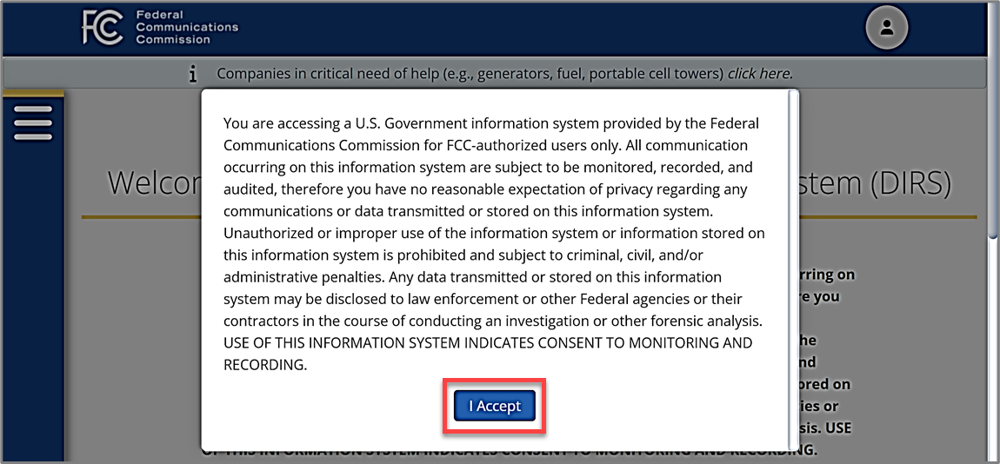 Federal
Communications
Commission
FCC
i Companies in critical need of help (e.g., generators, fuel, portable cell towers) click here.
You are accessing a U.S. Government information system provided by the Federal
Communications Commission for FCC-authorized users only. All communication
occurring on this information system are subject to be monitored, recorded, and
audited, therefore you have no reasonable expectation of privacy regarding any
communications or data transmitted or stored on this information system.
Unauthorized or improper use of the information system or information stored on
this information system is prohibited and subject to criminal, civil, and/or
administrative penalties. Any data transmitted or stored on this information
system may be disclosed to law enforcement or other Federal agencies or their
contractors in the course of conducting an investigation or other forensic analysis.
USE OF THIS INFORMATION SYSTEM INDICATES CONSENT TO MONITORING AND
RECORDING.
I Accept
Welcom stem (DIRS)
rring on
re you
he
nd
ored on
ies or
sis. USE
OF THIS INFORMATION SYSTEM INDICATES CONSENT TO MONITORING AND RECORDING.